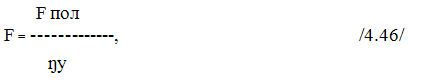 F пол
F = --------------, /4.46/
ηу